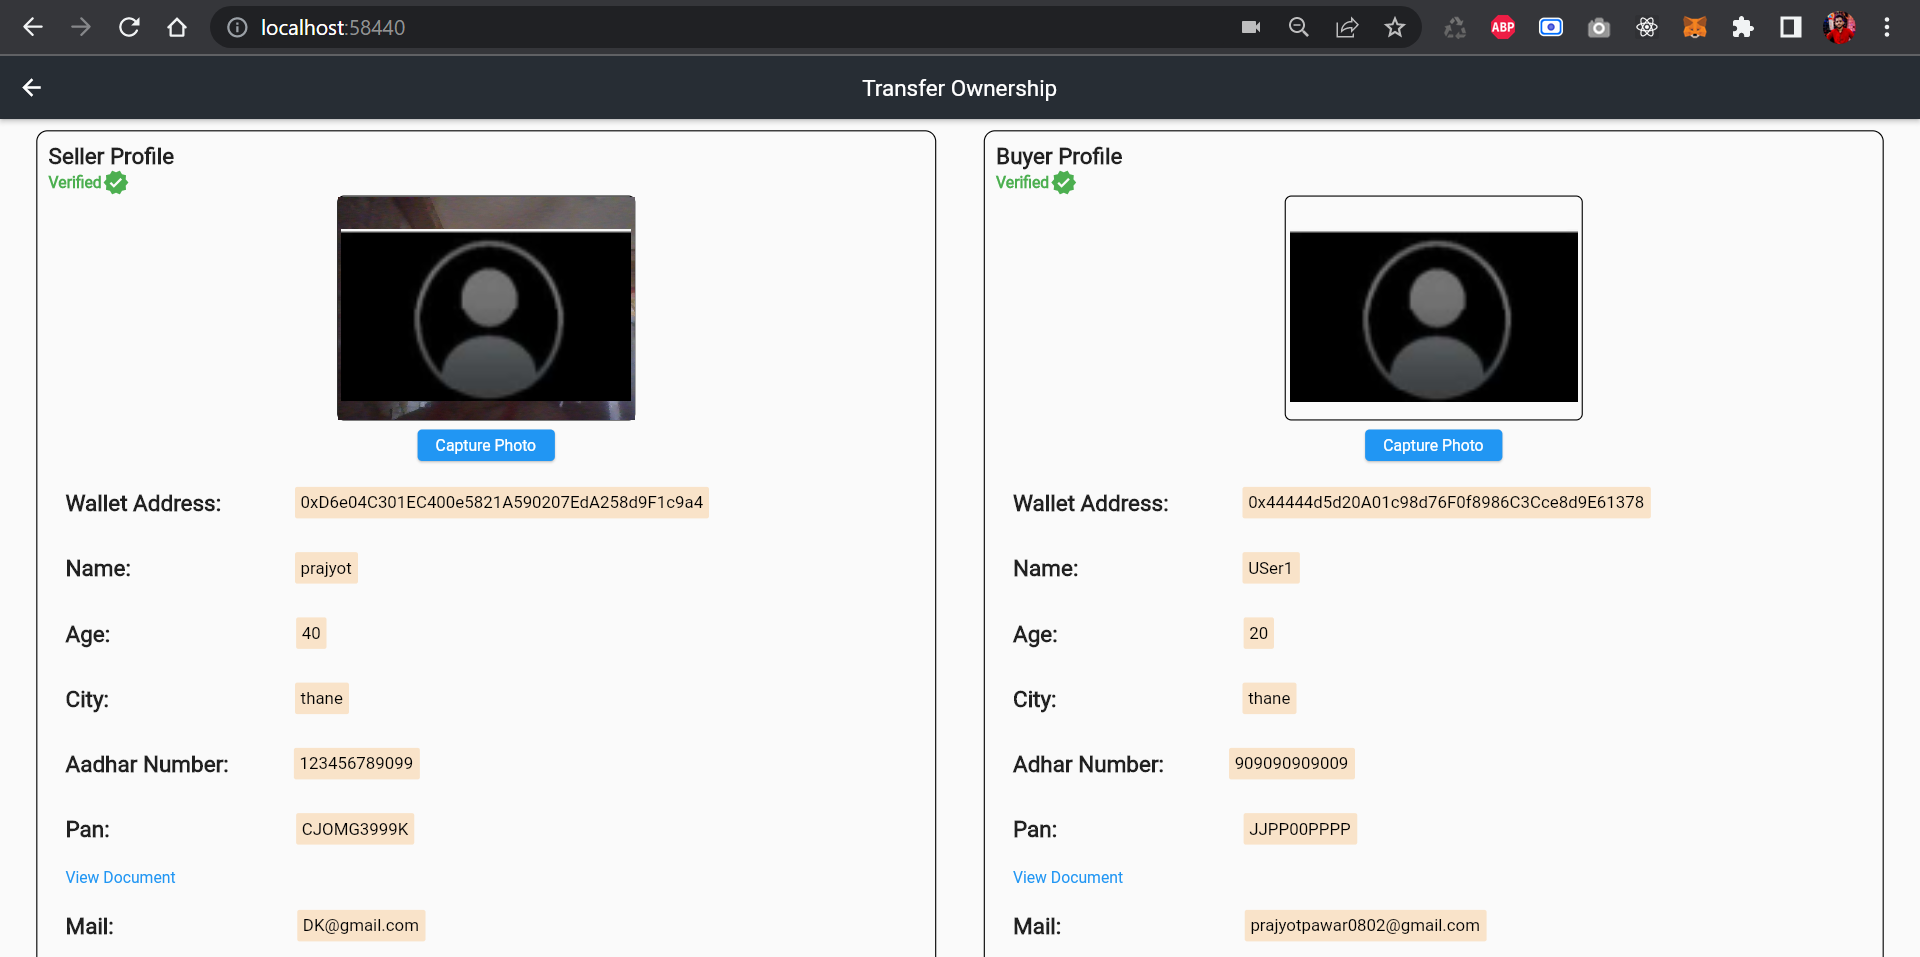 localhost:58440
ABP
Transfer Ownership
Seller Profile
Verified
Capture Photo
Wallet Address: 0xD6e04C301EC400e5821A590207EdA258d9F1c9a4
Name: prajyot
Age: 40
City: thane
Aadhar Number: 123456789099
Pan: CJOMG3999K
View Document
Mail: DK@gmail.com
Buyer Profile
Verified
Capture Photo
Wallet Address: 0x44444d5d20A01c98d76F0f8986C3Cce8d9E61378
Name: USer1
Age: 20
City: thane
Adhar Number: 909090909009
Pan: JJPP00PPPP
View Document
Mail: prajyotpawar0802@gmail.com